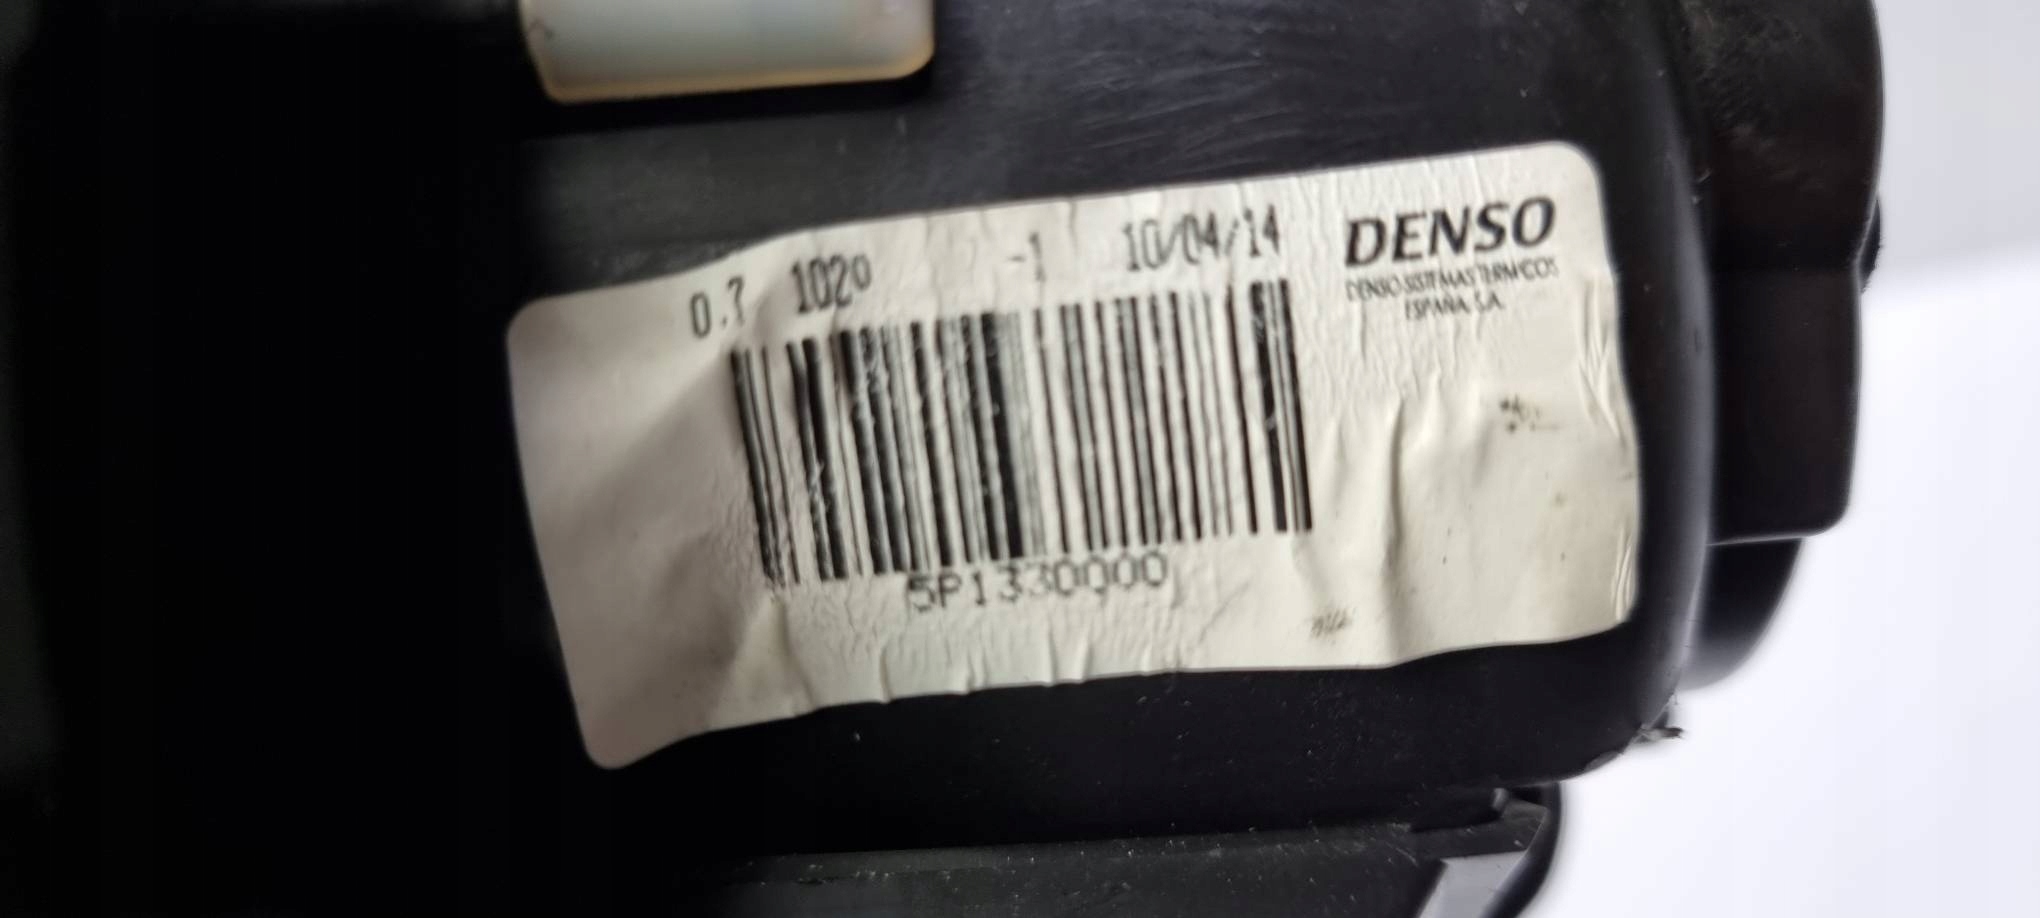 0.7 1020 -1 10/04/14
DENSO
DENSO SISTEMAS TERMICOS
ESPAÑA, S.A.
5P1330000